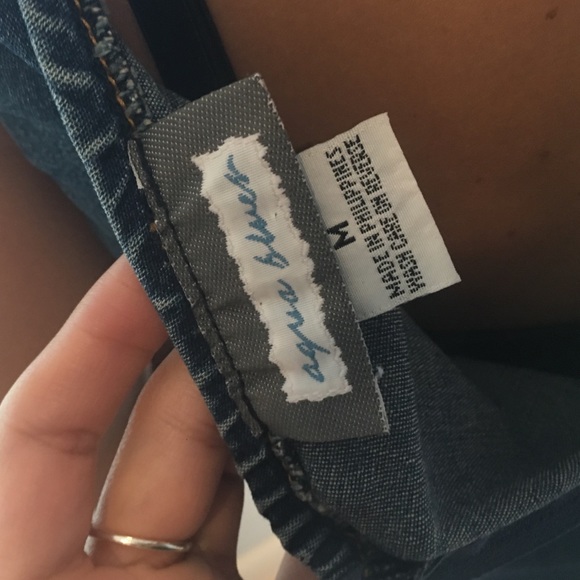 aqua blues
M
MADE IN PHILIPPINES
WASH CARE ON REVERSE